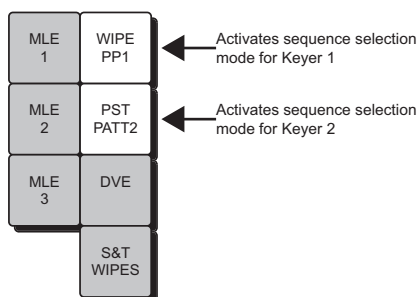 MLE
1
WIPE
PP1
Activates sequence selection
mode for Keyer 1
MLE
2
PST
PATT2
Activates sequence selection
mode for Keyer 2
MLE
3
DVE
S&T
WIPES